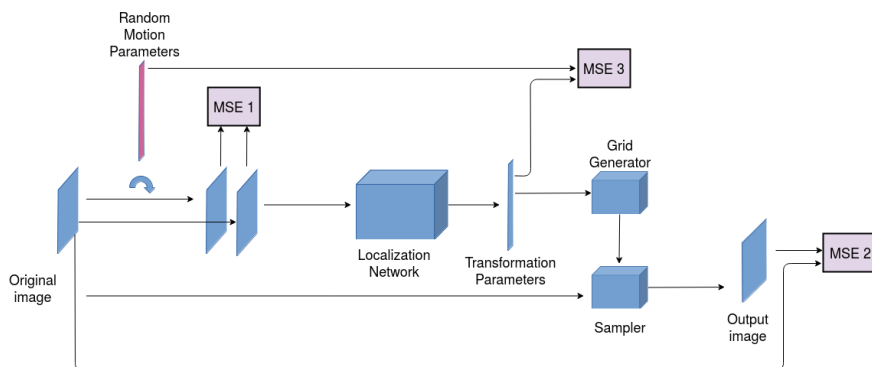 Random
Motion
Parameters
MSE 1
MSE 3
Grid
Generator
Original
image
Localization
Network
Transformation
Parameters
Sampler
Output
image
MSE 2